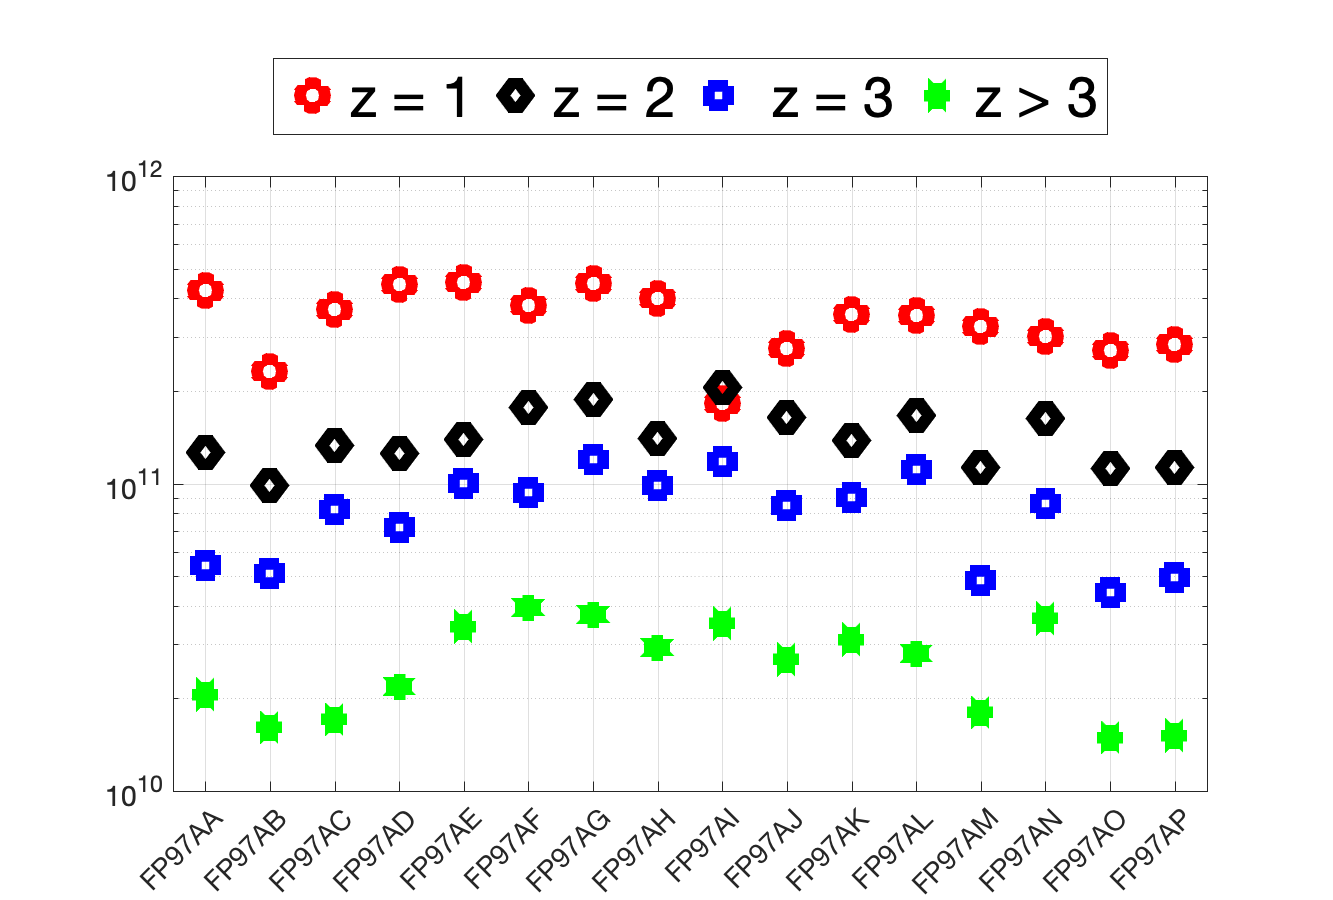 z = 1 z = 2 z = 3 z > 3
10^12
10^11
10^10
FP97AA FP97AB FP97AC FP97AD FP97AE FP97AF FP97AG FP97AH FP97AI FP97AJ FP97AK FP97AL FP97AM FP97AN FP97AO FP97AP